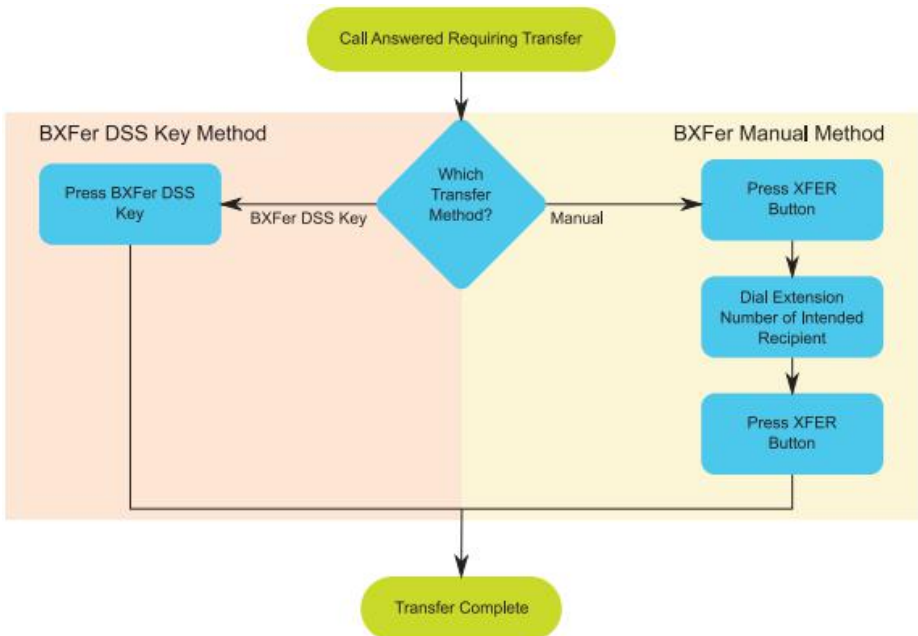 Call Answered Requiring Transfer
BXFer DSS Key Method
BXFer Manual Method
Which
Transfer
Method?
Press BXFer DSS
Key
BXFer DSS Key
Manual
Press XFER
Button
Dial Extension
Number of Intended
Recipient
Press XFER
Button
Transfer Complete